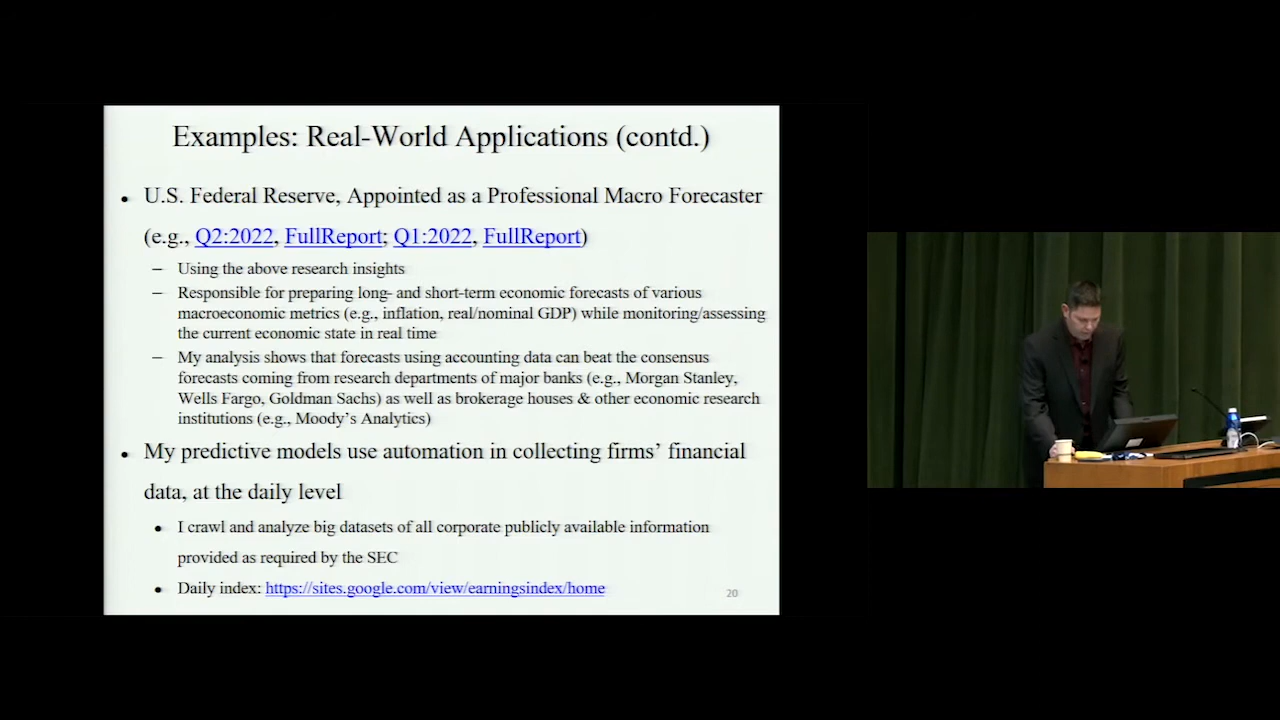 Examples: Real-World Applications (contd.)
• U.S. Federal Reserve, Appointed as a Professional Macro Forecaster
(e.g., Q2:2022, FullReport; Q1:2022, FullReport)
– Using the above research insights
– Responsible for preparing long- and short-term economic forecasts of various
macroeconomic metrics (e.g., inflation, real/nominal GDP) while monitoring/assessing
the current economic state in real time
– My analysis shows that forecasts using accounting data can beat the consensus
forecasts coming from research departments of major banks (e.g., Morgan Stanley,
Wells Fargo, Goldman Sachs) as well as brokerage houses & other economic research
institutions (e.g., Moody's Analytics)
• My predictive models use automation in collecting firms' financial
data, at the daily level
• I crawl and analyze big datasets of all corporate publicly available information
provided as required by the SEC
• Daily index: https://sites.google.com/view/earningsindex/home
20